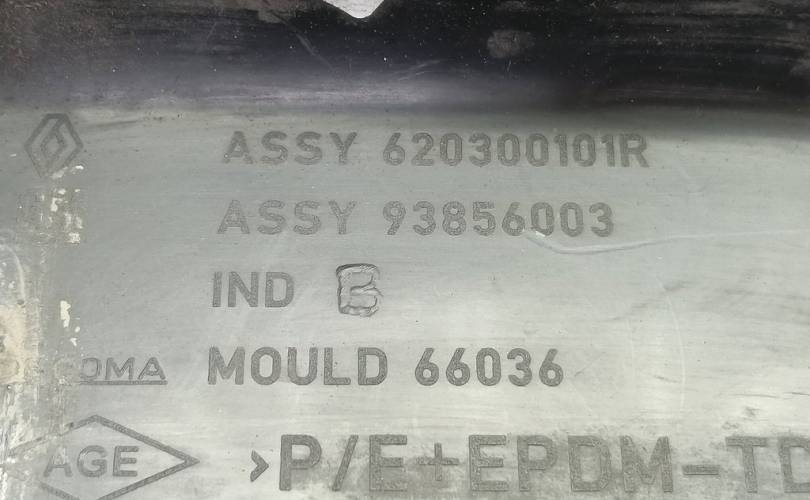 ASSY 620300101R
ASSY 93856003
IND E
OMA MOULD 66036
AGE >P/E+EPDM-TD